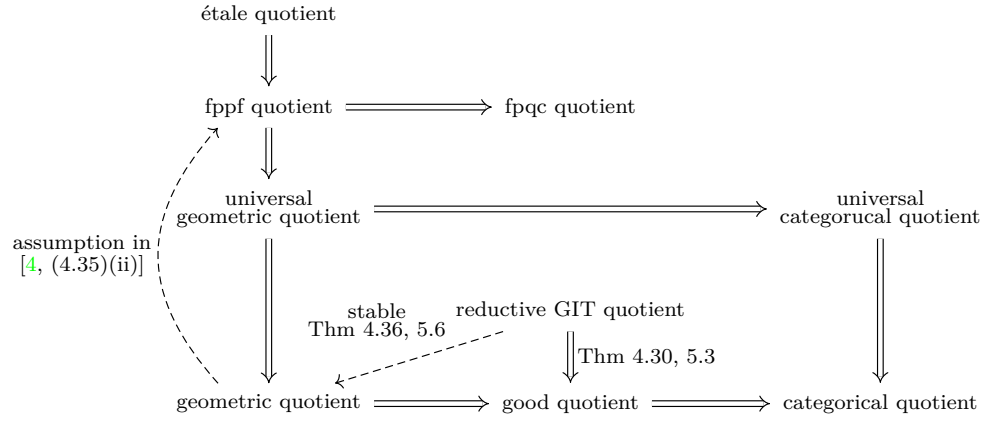 étale quotient
fppf quotient
fpqc quotient
universal
geometric quotient
universal
categorucal quotient
assumption in
[4, (4.35)(ii)]
stable
Thm 4.36, 5.6
reductive GIT quotient
Thm 4.30, 5.3
geometric quotient
good quotient
categorical quotient